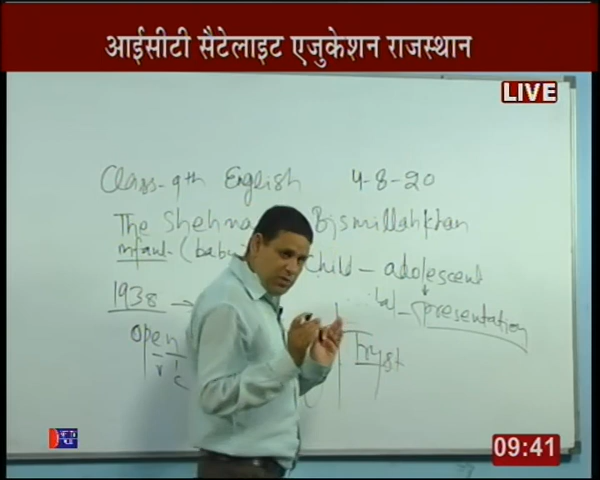 आईसीटी सैटेलाइट एजुकेशन राजस्थान
LIVE
Class-9th English 4-8-20
The Shehna Bismillahkhan
infant- (baby child - adolescent
1938 → presentation
open Tryst
v c
09:41